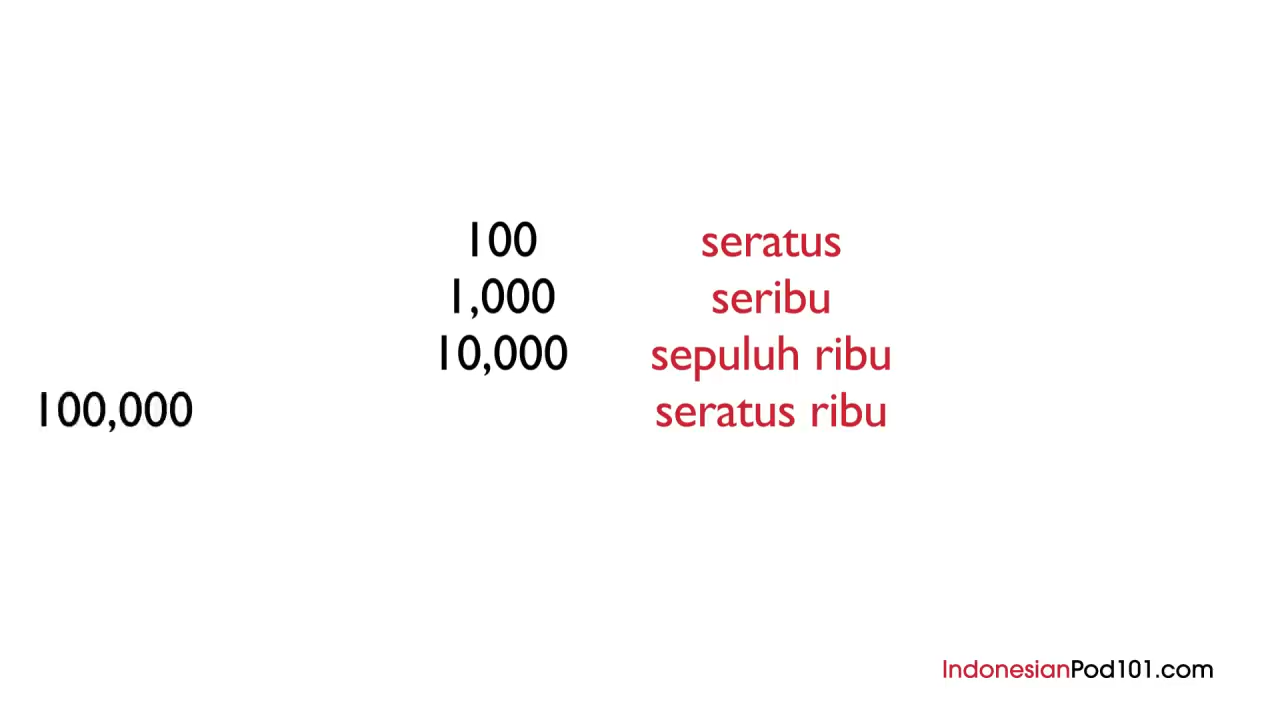 100 seratus
1,000 seribu
10,000 sepuluh ribu
100,000 seratus ribu
IndonesianPod101.com